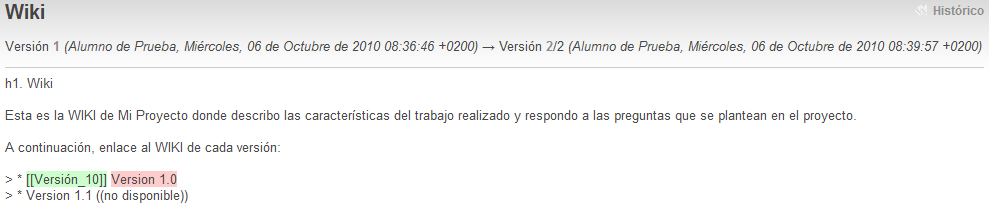 Wiki
Histórico
Versión 1 (Alumno de Prueba, Miércoles, 06 de Octubre de 2010 08:36:46 +0200) → Versión 2/2 (Alumno de Prueba, Miércoles, 06 de Octubre de 2010 08:39:57 +0200)
h1. Wiki
Esta es la WIKI de Mi Proyecto donde describo las características del trabajo realizado y respondo a las preguntas que se plantean en el proyecto.
A continuación, enlace al WIKI de cada versión:
> * [[Versión_10]] Version 1.0
> * Version 1.1 ((no disponible))